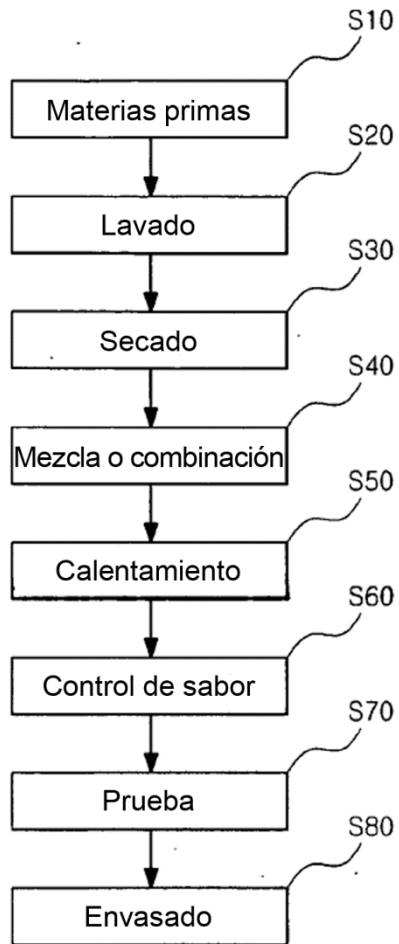 S10
Materias primas
S20
Lavado
S30
Secado
S40
Mezcla o combinación
S50
Calentamiento
S60
Control de sabor
S70
Prueba
S80
Envasado